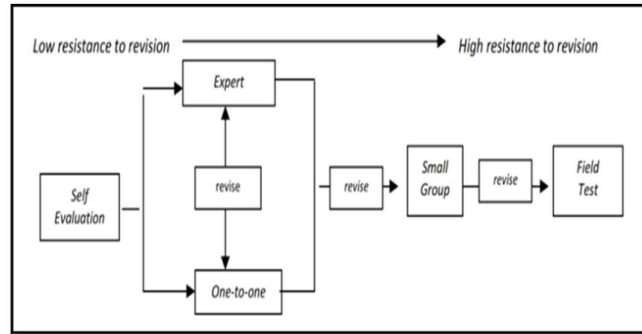 Low resistance to revision
High resistance to revision
Expert
Self
Evaluation
revise
revise
Small
Group
revise
Field
Test
One-to-one